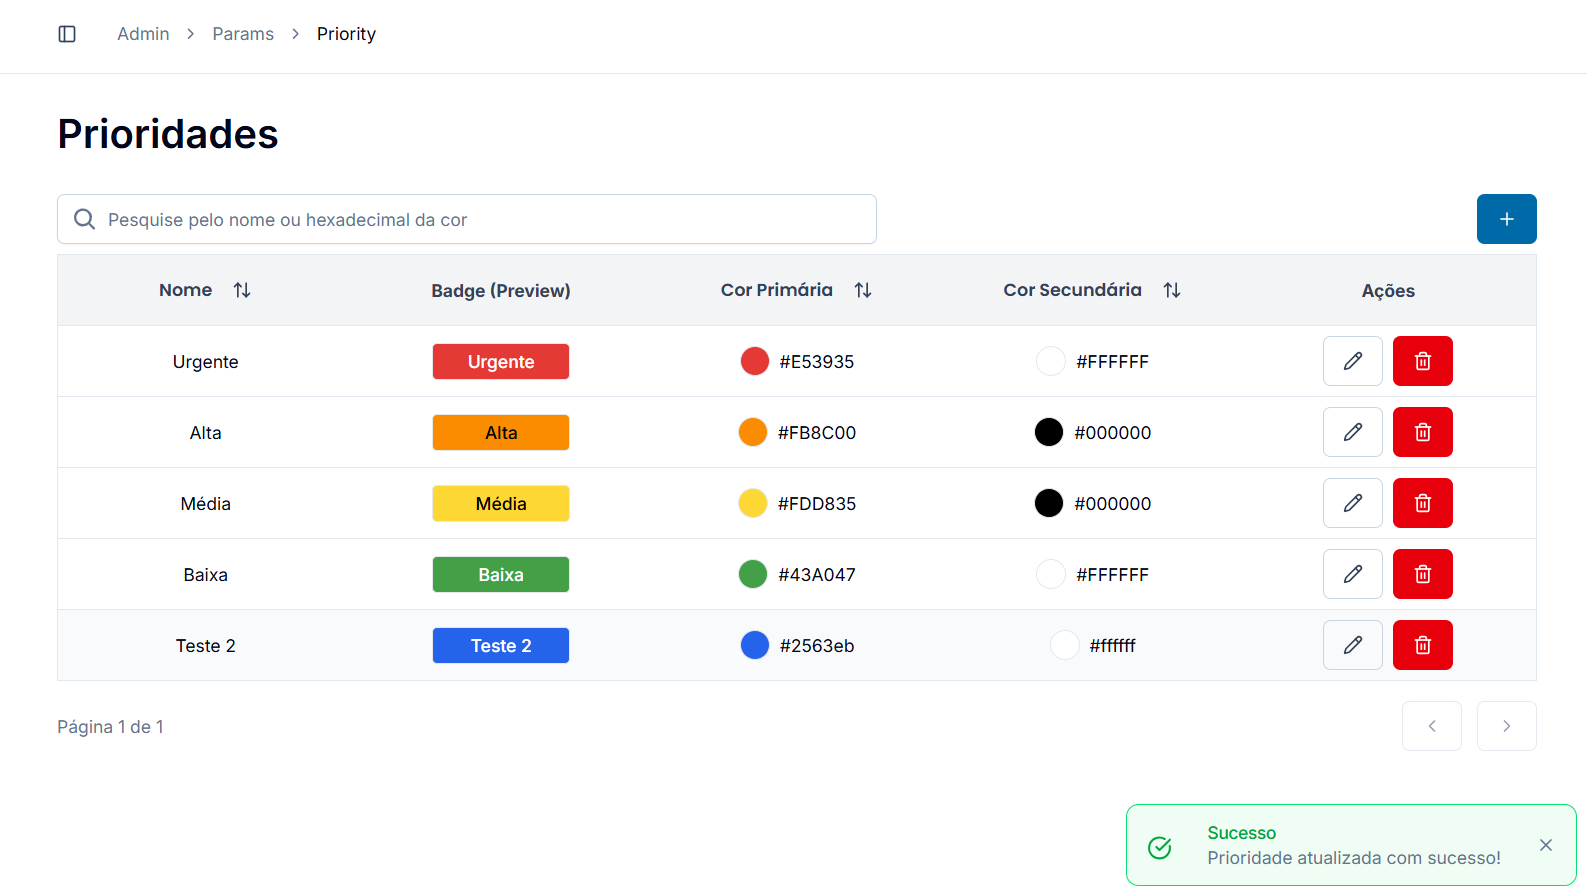 Admin > Params > Priority
Prioridades
Pesquise pelo nome ou hexadecimal da cor
+
Nome Badge (Preview) Cor Primária Cor Secundária Ações
Urgente Urgente #E53935 #FFFFFF
Alta Alta #FB8C00 #000000
Média Média #FDD835 #000000
Baixa Baixa #43A047 #FFFFFF
Teste 2 Teste 2 #2563eb #ffffff
Página 1 de 1
Sucesso
Prioridade atualizada com sucesso!